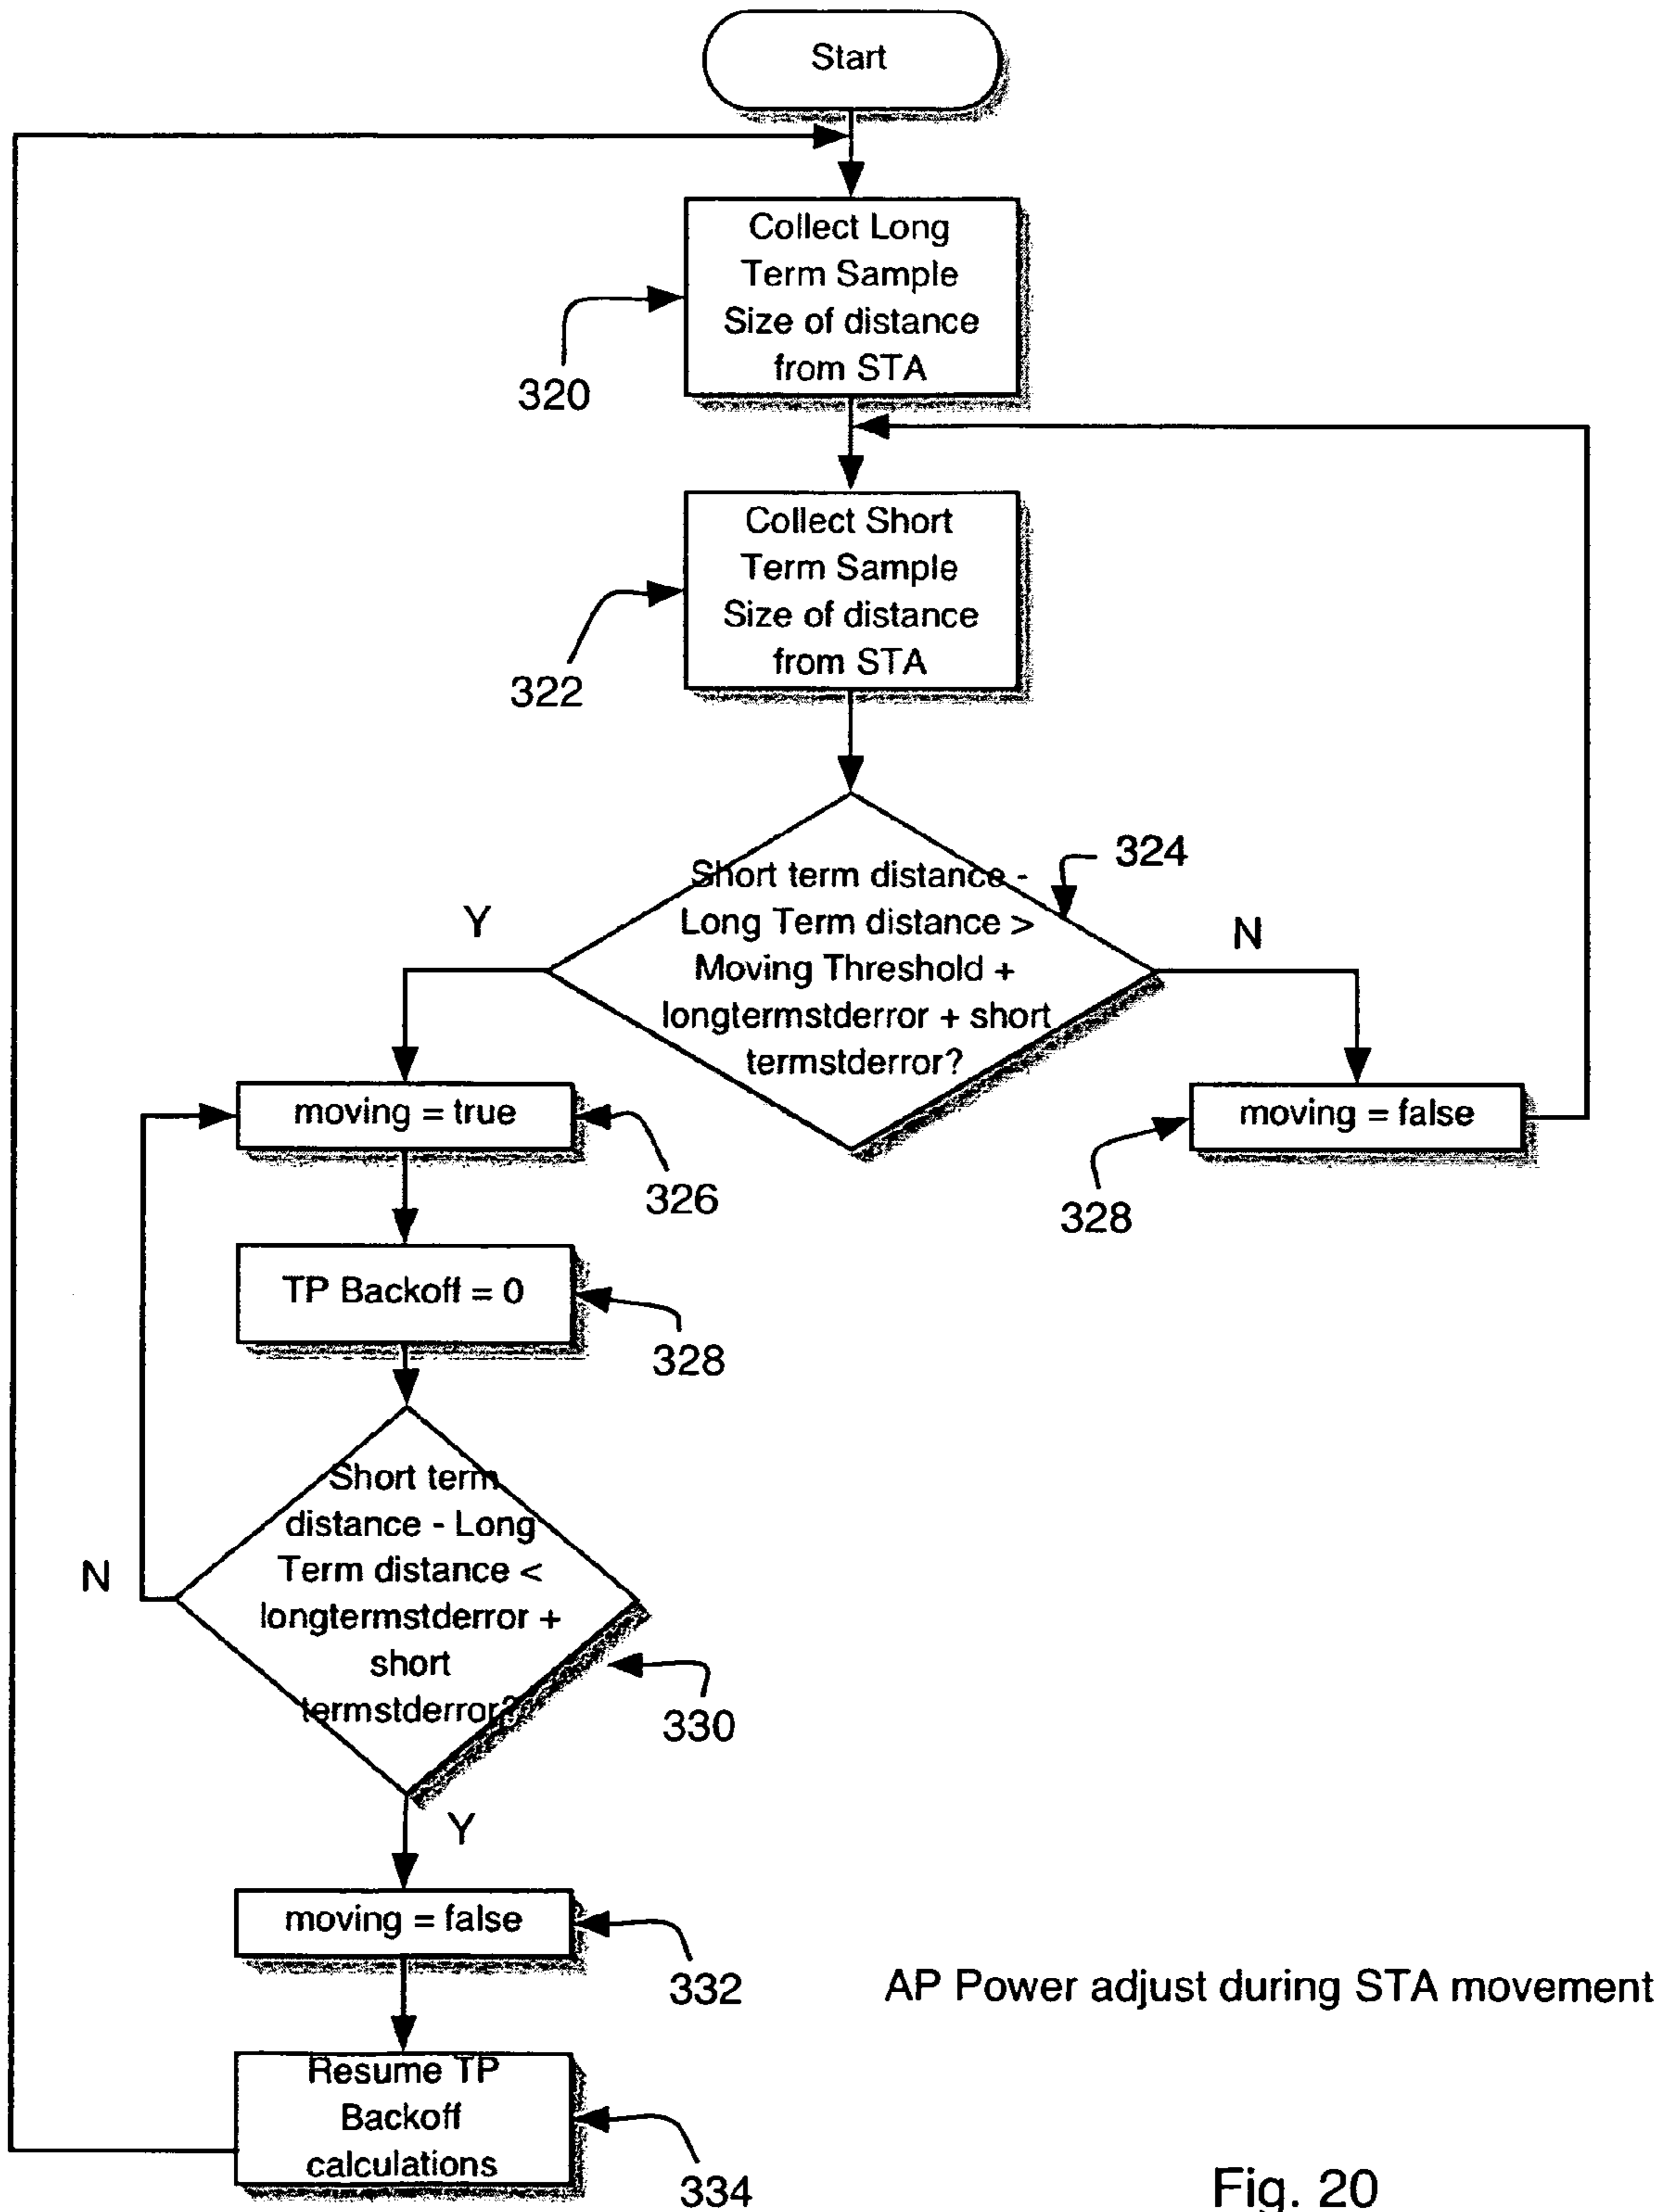 Start
Collect Long
Term Sample
Size of distance
from STA
320
Collect Short
Term Sample
Size of distance
from STA
322
Short term distance -
Long Term distance >
Moving Threshold +
longtermstderror + short
termstderror?
324
Y
N
moving = true
326
moving = false
328
TP Backoff = 0
328
Short term
distance - Long
Term distance <
longtermstderror +
short
termstderror?
N
330
Y
moving = false
332
AP Power adjust during STA movement
Resume TP
Backoff
calculations
334
Fig. 20